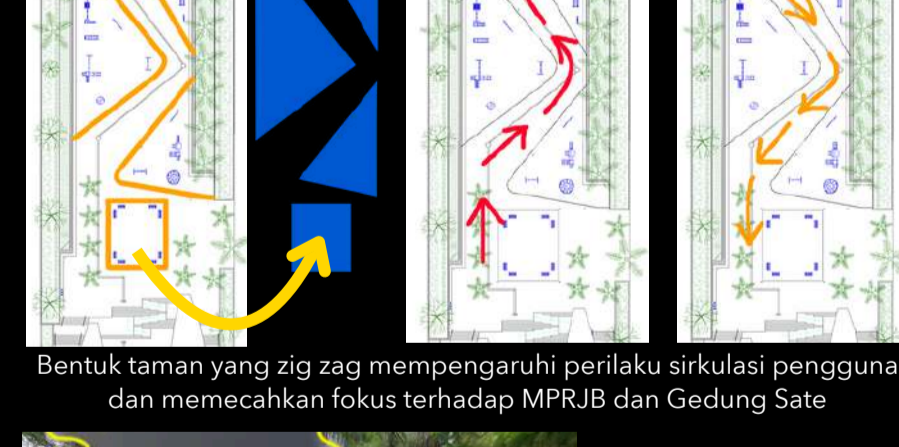 Bentuk taman yang zig zag mempengaruhi perilaku sirkulasi pengguna
dan memecahkan fokus terhadap MPRJB dan Gedung Sate